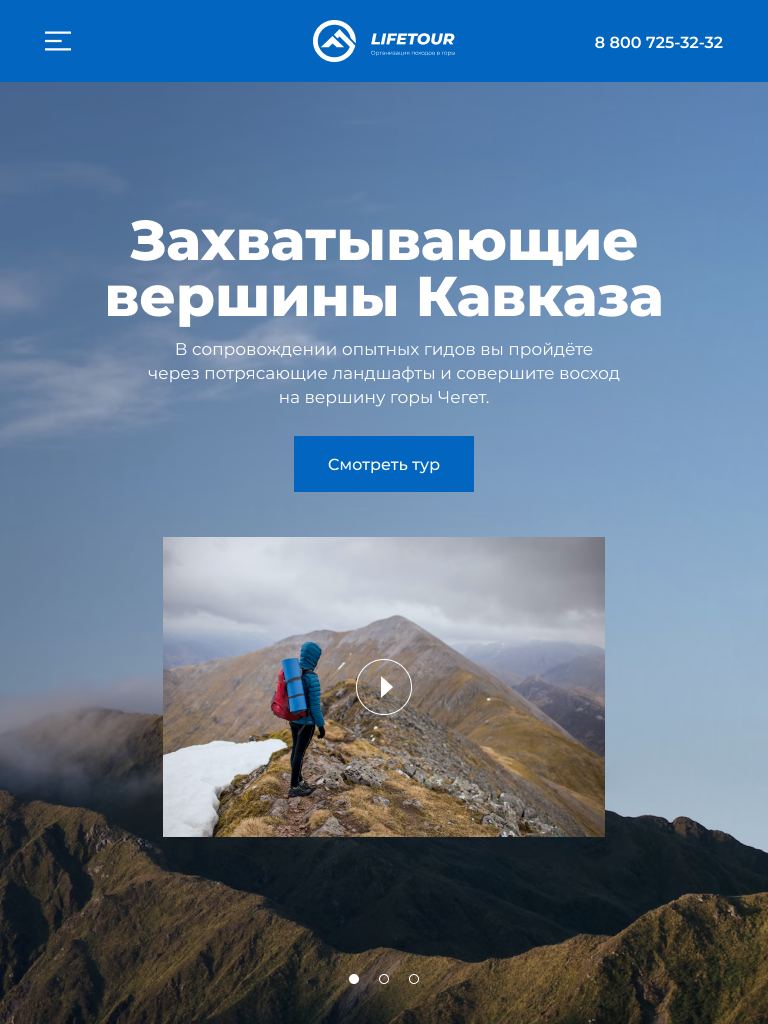 LIFETOUR
Организация походов в горы
8 800 725-32-32
Захватывающие
вершины Кавказа
В сопровождении опытных гидов вы пройдёте
через потрясающие ландшафты и совершите восход
на вершину горы Чегет.
Смотреть тур